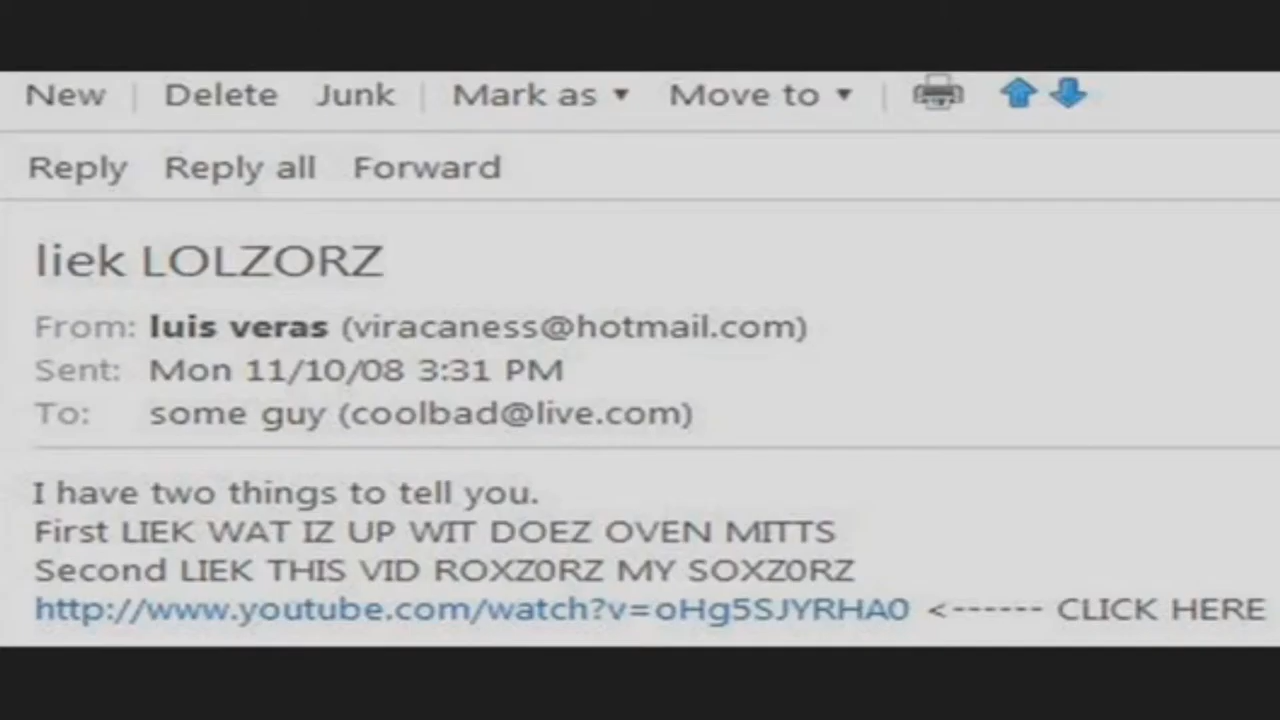 New | Delete Junk | Mark as ▼ Move to ▼ |
Reply Reply all Forward
liek LOLZORZ
From: luis veras (viracaness@hotmail.com)
Sent: Mon 11/10/08 3:31 PM
To: some guy (coolbad@live.com)
I have two things to tell you.
First LIEK WAT IZ UP WIT DOEZ OVEN MITTS
Second LIEK THIS VID ROXZ0RZ MY SOXZ0RZ
http://www.youtube.com/watch?v=oHg5SJYRHA0 <------ CLICK HERE